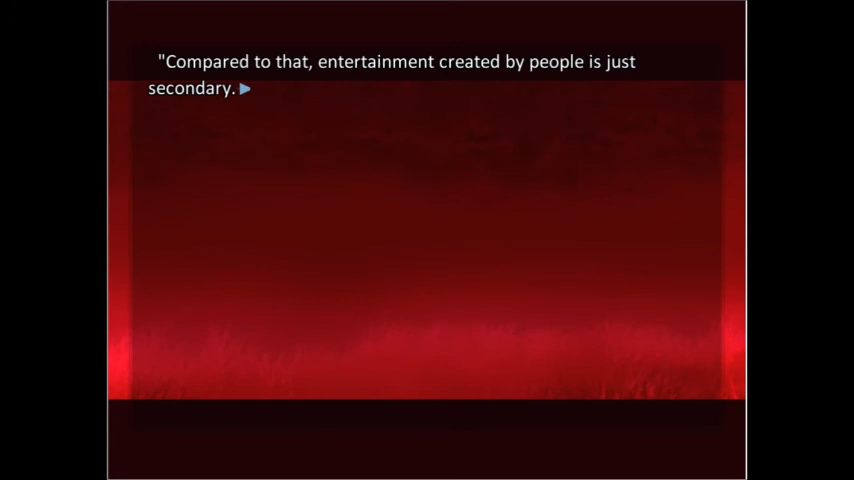 "Compared to that, entertainment created by people is just
secondary.